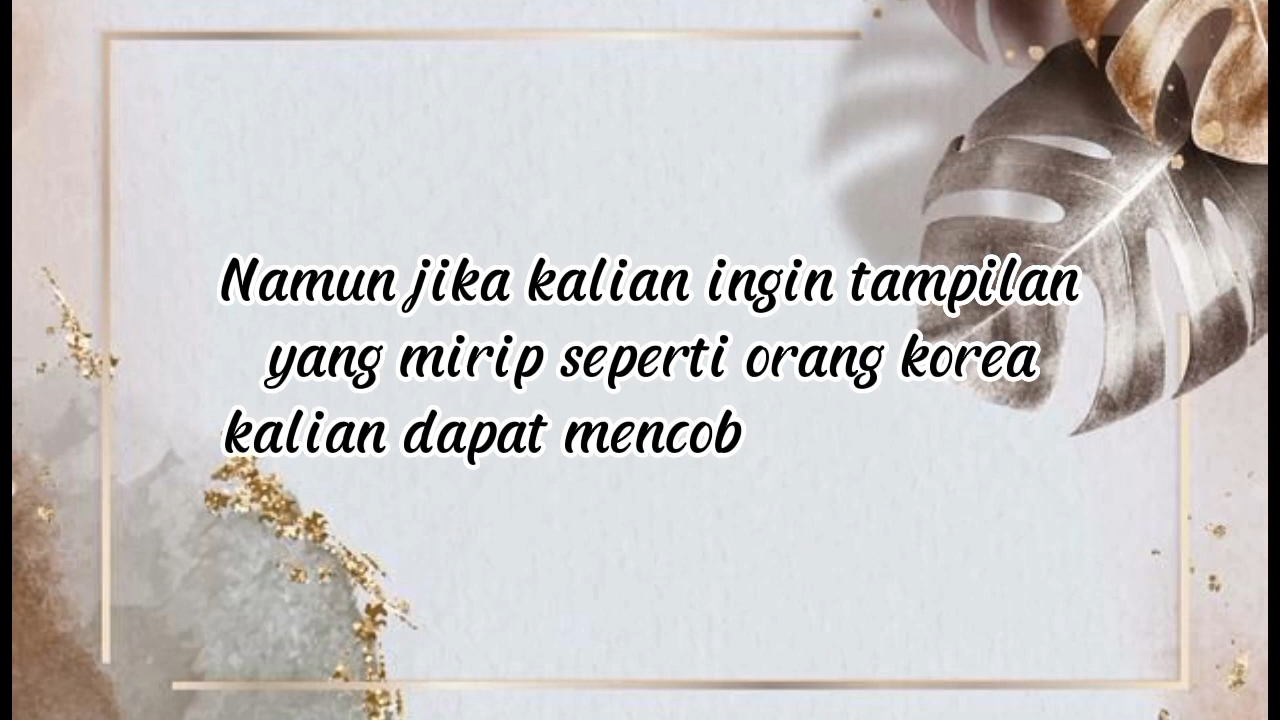 Namun jika kalian ingin tampilan
yang mirip seperti orang korea
kalian dapat mencob